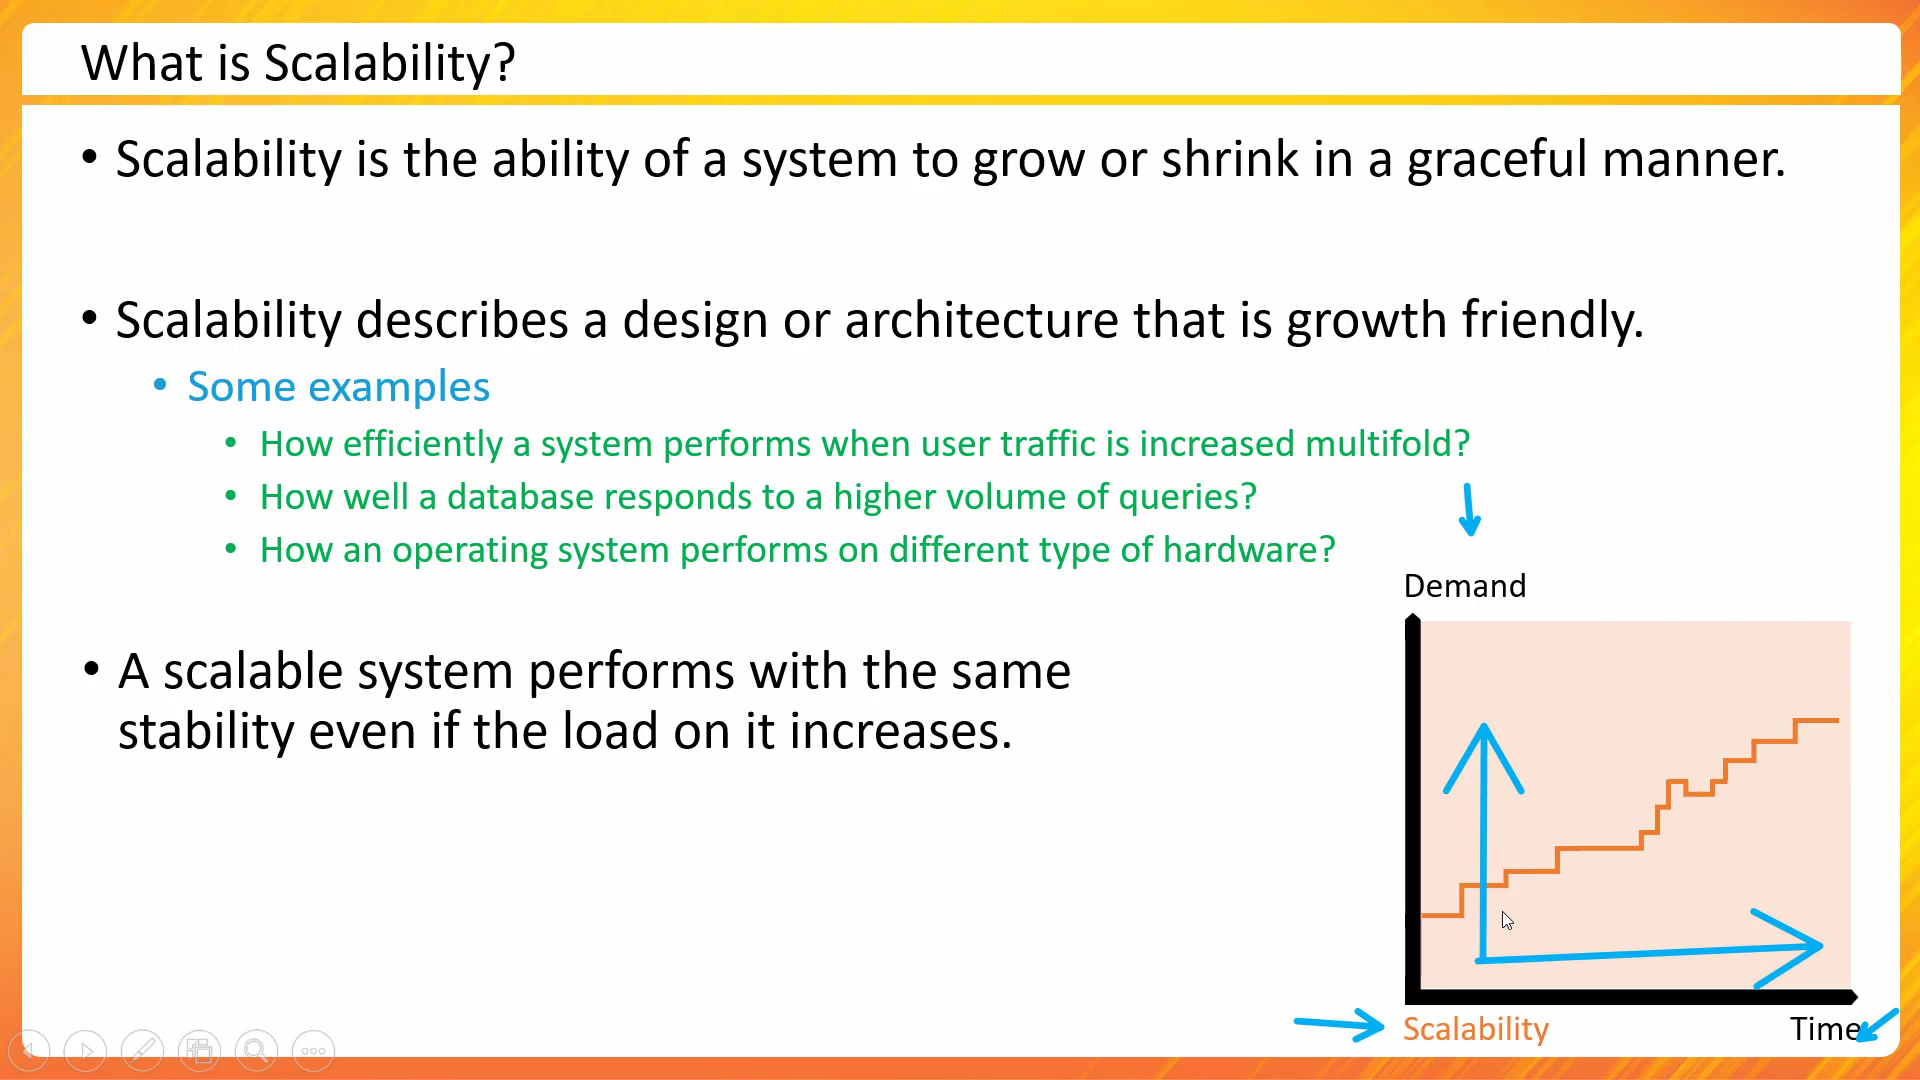 What is Scalability?
• Scalability is the ability of a system to grow or shrink in a graceful manner.
• Scalability describes a design or architecture that is growth friendly.
• Some examples
• How efficiently a system performs when user traffic is increased multifold?
• How well a database responds to a higher volume of queries?
• How an operating system performs on different type of hardware?
• A scalable system performs with the same
stability even if the load on it increases.
Demand
Scalability
Time